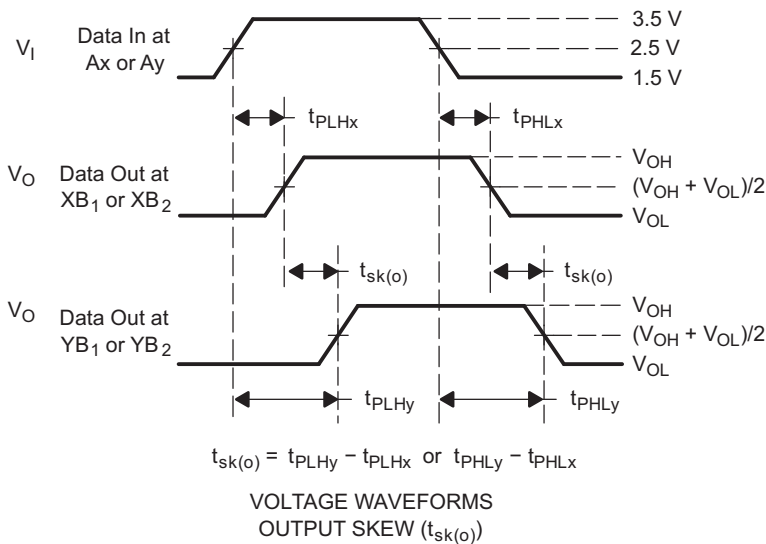 3.5 V
V_I Data In at 2.5 V
Ax or Ay
1.5 V
t_PLHx t_PHLx
V_OH
V_O Data Out at (V_OH + V_OL)/2
XB_1 or XB_2
V_OL
t_sk(o) t_sk(o)
V_O Data Out at V_OH
YB_1 or YB_2 (V_OH + V_OL)/2
V_OL
t_PLHy t_PHLy
t_sk(o) = t_PLHy − t_PLHx or t_PHLy − t_PHLx
VOLTAGE WAVEFORMS
OUTPUT SKEW (t_sk(o))